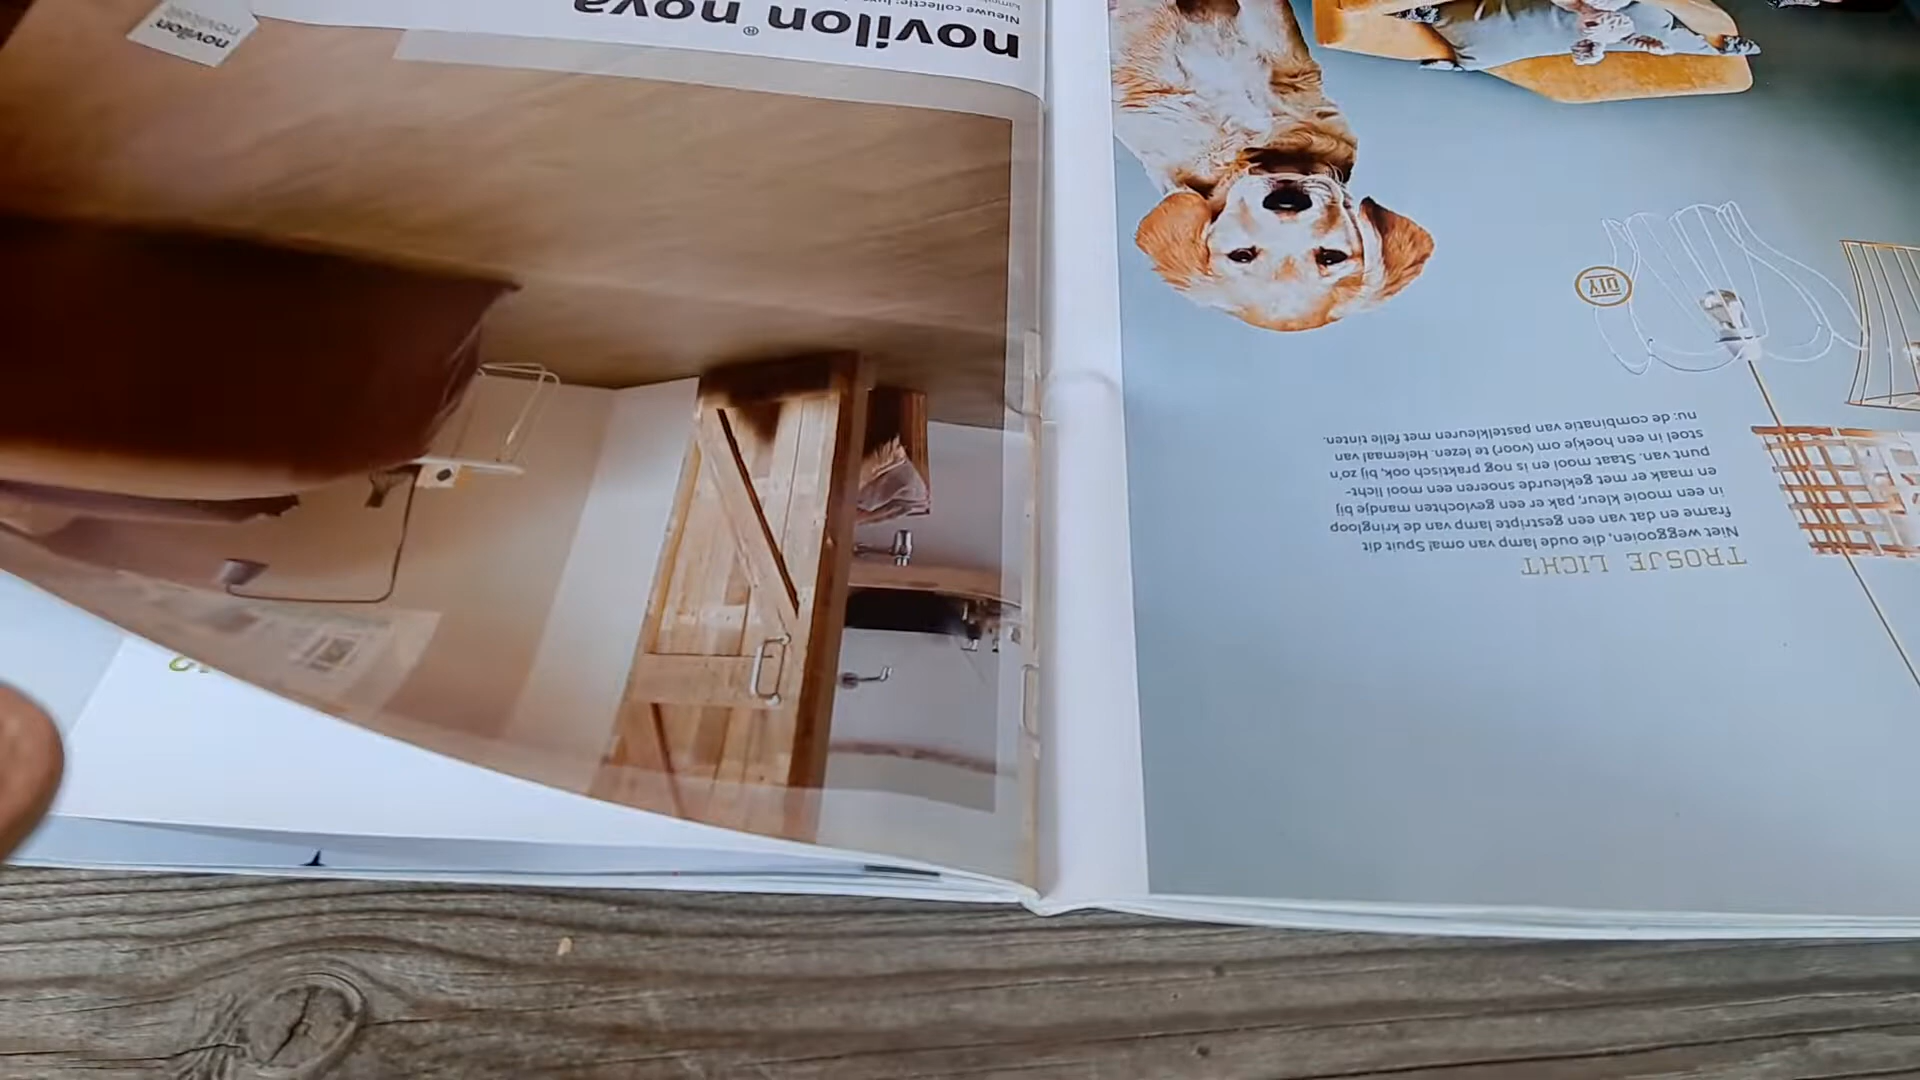 TROSJE LICHT
Niet weggooien, die oude lamp van oma! Spuit dit
frame en dat van een gestripte lamp van de kringloop
in een mooie kleur, pak er een gevlochten mandje bij
en maak er met gekleurde snoeren een mooi licht-
punt van. Staat mooi en is nog praktisch ook, bij zo'n
stoel in een hoekje om (voor) te lezen. Helemaal van
nu: de combinatie van pastelkleuren met felle tinten.
DIY
novilon® nova
Nieuwe collectie:
novilon